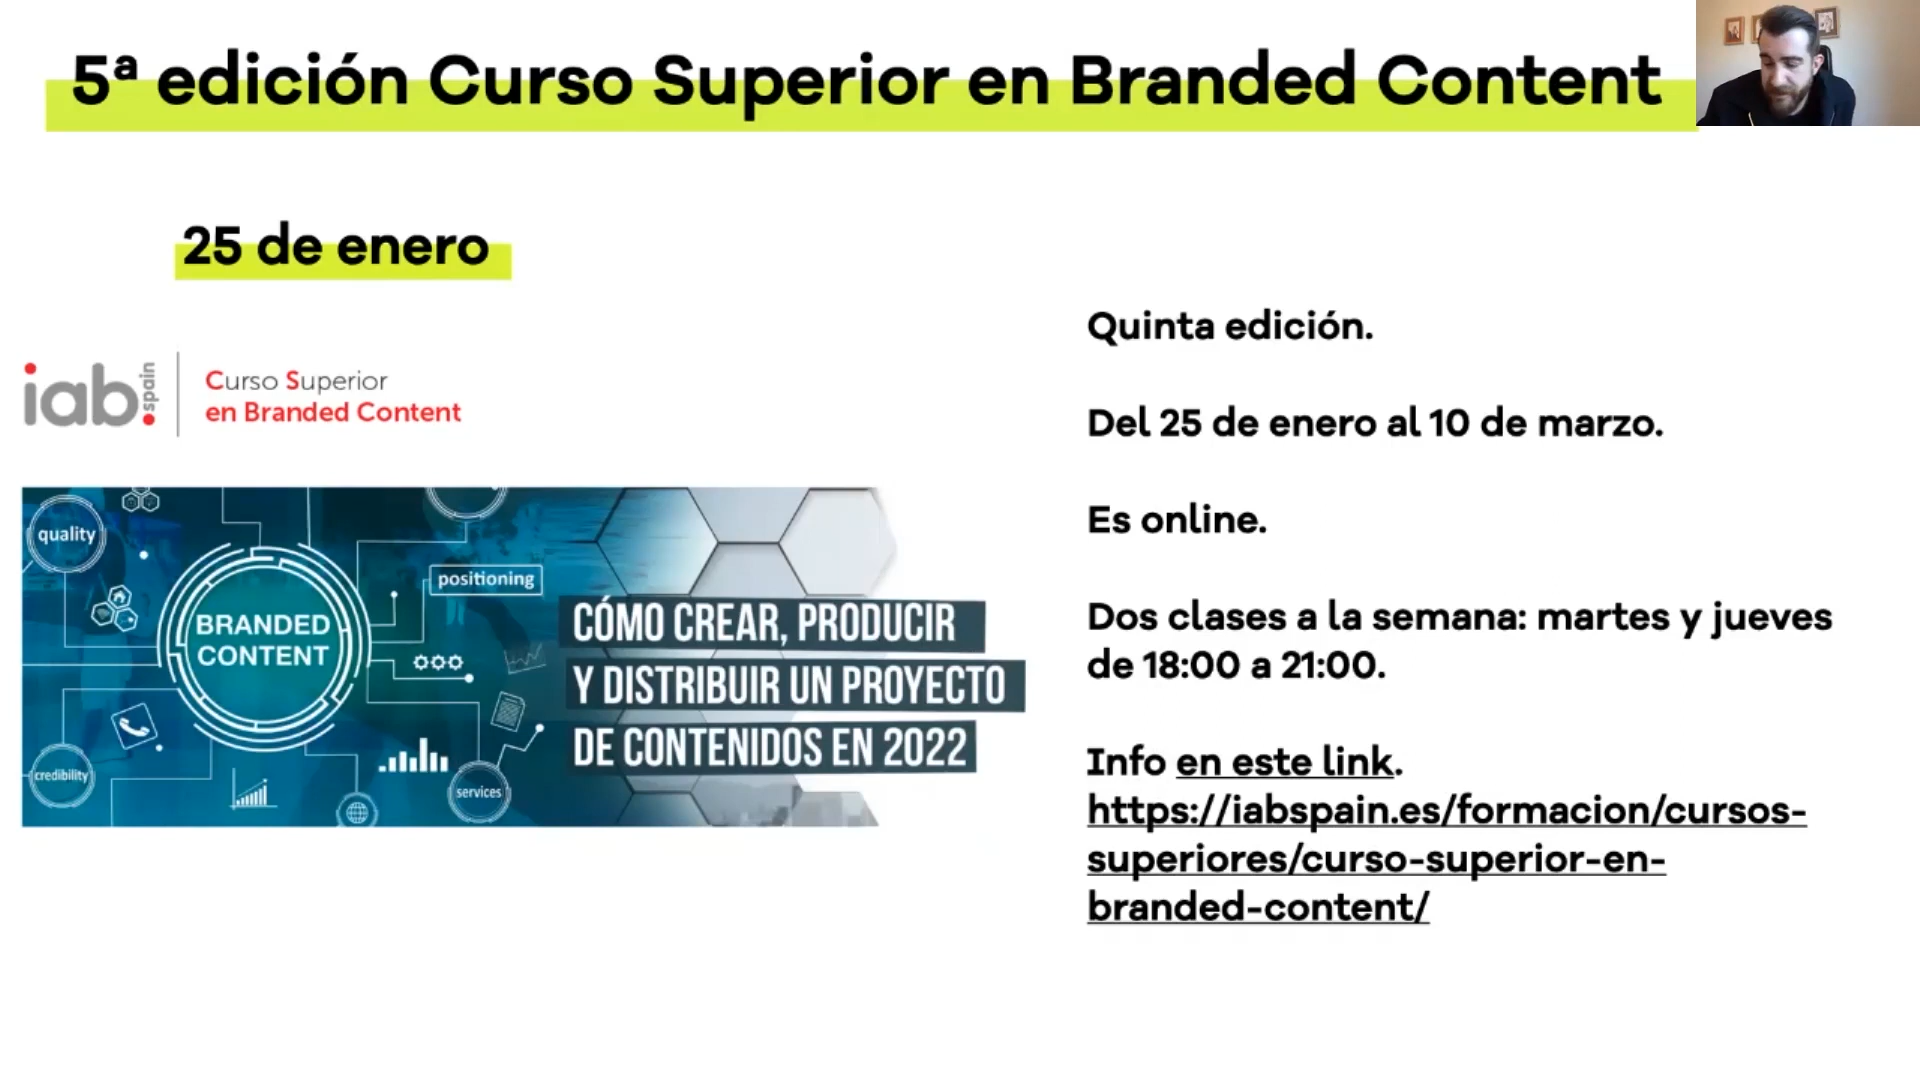 5ª edición Curso Superior en Branded Content
25 de enero
iab.spain
Curso Superior
en Branded Content
quality
positioning
BRANDED
CONTENT
credibility
services
CÓMO CREAR, PRODUCIR
Y DISTRIBUIR UN PROYECTO
DE CONTENIDOS EN 2022
Quinta edición.
Del 25 de enero al 10 de marzo.
Es online.
Dos clases a la semana: martes y jueves
de 18:00 a 21:00.
Info en este link.
https://iabspain.es/formacion/cursos-
superiores/curso-superior-en-
branded-content/